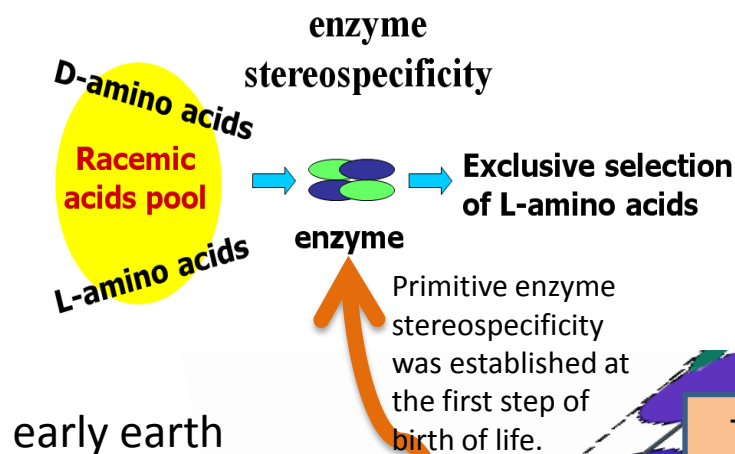 enzyme
stereospecificity
D-amino acids
Racemic
acids pool
L-amino acids
enzyme
Exclusive selection
of L-amino acids
Primitive enzyme
stereospecificity
was established at
the first step of
birth of life.
early earth